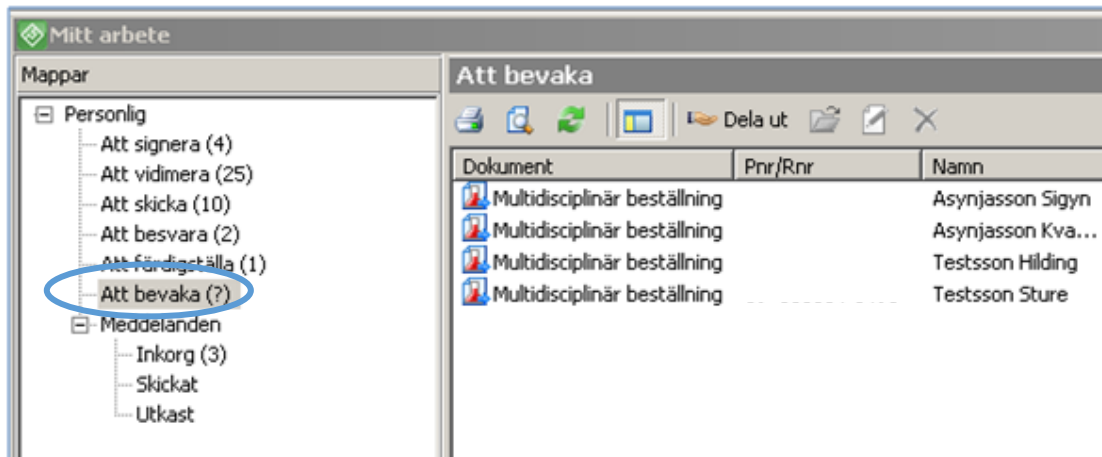 Mitt arbete
Mappar
Personlig
Att signera (4)
Att vidimera (25)
Att skicka (10)
Att besvara (2)
Att färdigställa (1)
Att bevaka (?)
Meddelanden
Inkorg (3)
Skickat
Utkast
Att bevaka
Dela ut
Dokument Pnr/Rnr Namn
Multidisciplinär beställning Asynjasson Sigyn
Multidisciplinär beställning Asynjasson Kva...
Multidisciplinär beställning Testsson Hilding
Multidisciplinär beställning Testsson Sture